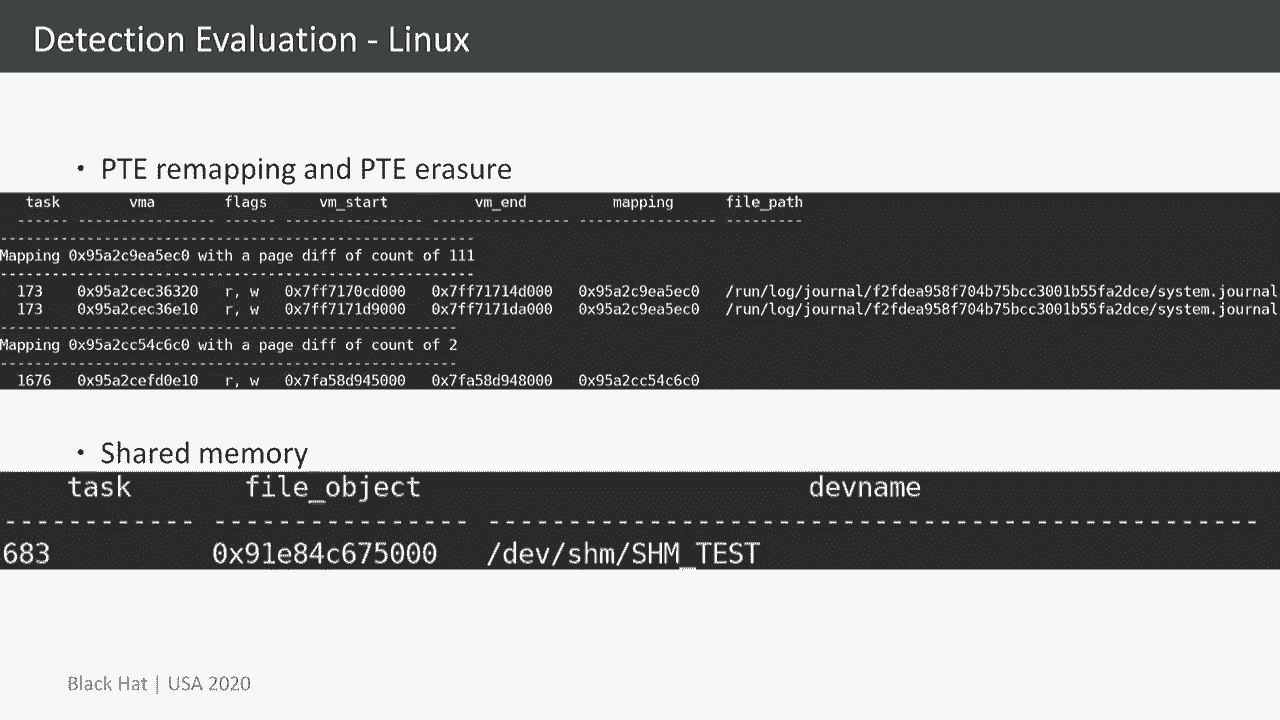 Detection Evaluation - Linux
• PTE remapping and PTE erasure
task vma flags vm_start vm_end mapping file_path
------ --------------- ------ --------------- --------------- --------------- ---------
----------------------------------------------------
Mapping 0x95a2c9ea5ec0 with a page diff of count of 111
----------------------------------------------------
173 0x95a2cec36320 r, w 0x7ff7170cd000 0x7ff71714d000 0x95a2c9ea5ec0 /run/log/journal/f2fdea958f704b75bcc3001b55fa2dce/system.journal
173 0x95a2cec36e10 r, w 0x7ff7171d9000 0x7ff7171da000 0x95a2c9ea5ec0 /run/log/journal/f2fdea958f704b75bcc3001b55fa2dce/system.journal
--------------------------------------------------
Mapping 0x95a2cc54c6c0 with a page diff of count of 2
--------------------------------------------------
1676 0x95a2cefd0e10 r, w 0x7fa58d945000 0x7fa58d948000 0x95a2cc54c6c0
• Shared memory
task file_object devname
------------ ---------------- ------------------------------------------------
683 0x91e84c675000 /dev/shm/SHM_TEST
Black Hat | USA 2020